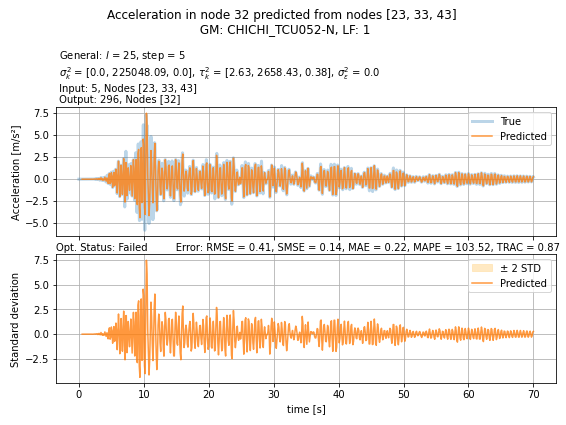 Acceleration in node 32 predicted from nodes [23, 33, 43]
GM: CHICHI_TCU052-N, LF: 1
General: l = 25, step = 5
σ²ₖ = [0.0, 225048.09, 0.0], τ²ₖ = [2.63, 2658.43, 0.38], σ²ε = 0.0
Input: 5, Nodes [23, 33, 43]
Output: 296, Nodes [32]
Acceleration [m/s²]
7.5
5.0
2.5
0.0
−2.5
−5.0
True
Predicted
Opt. Status: Failed
Error: RMSE = 0.41, SMSE = 0.14, MAE = 0.22, MAPE = 103.52, TRAC = 0.87
Standard deviation
7.5
5.0
2.5
0.0
−2.5
± 2 STD
Predicted
0 10 20 30 40 50 60 70
time [s]